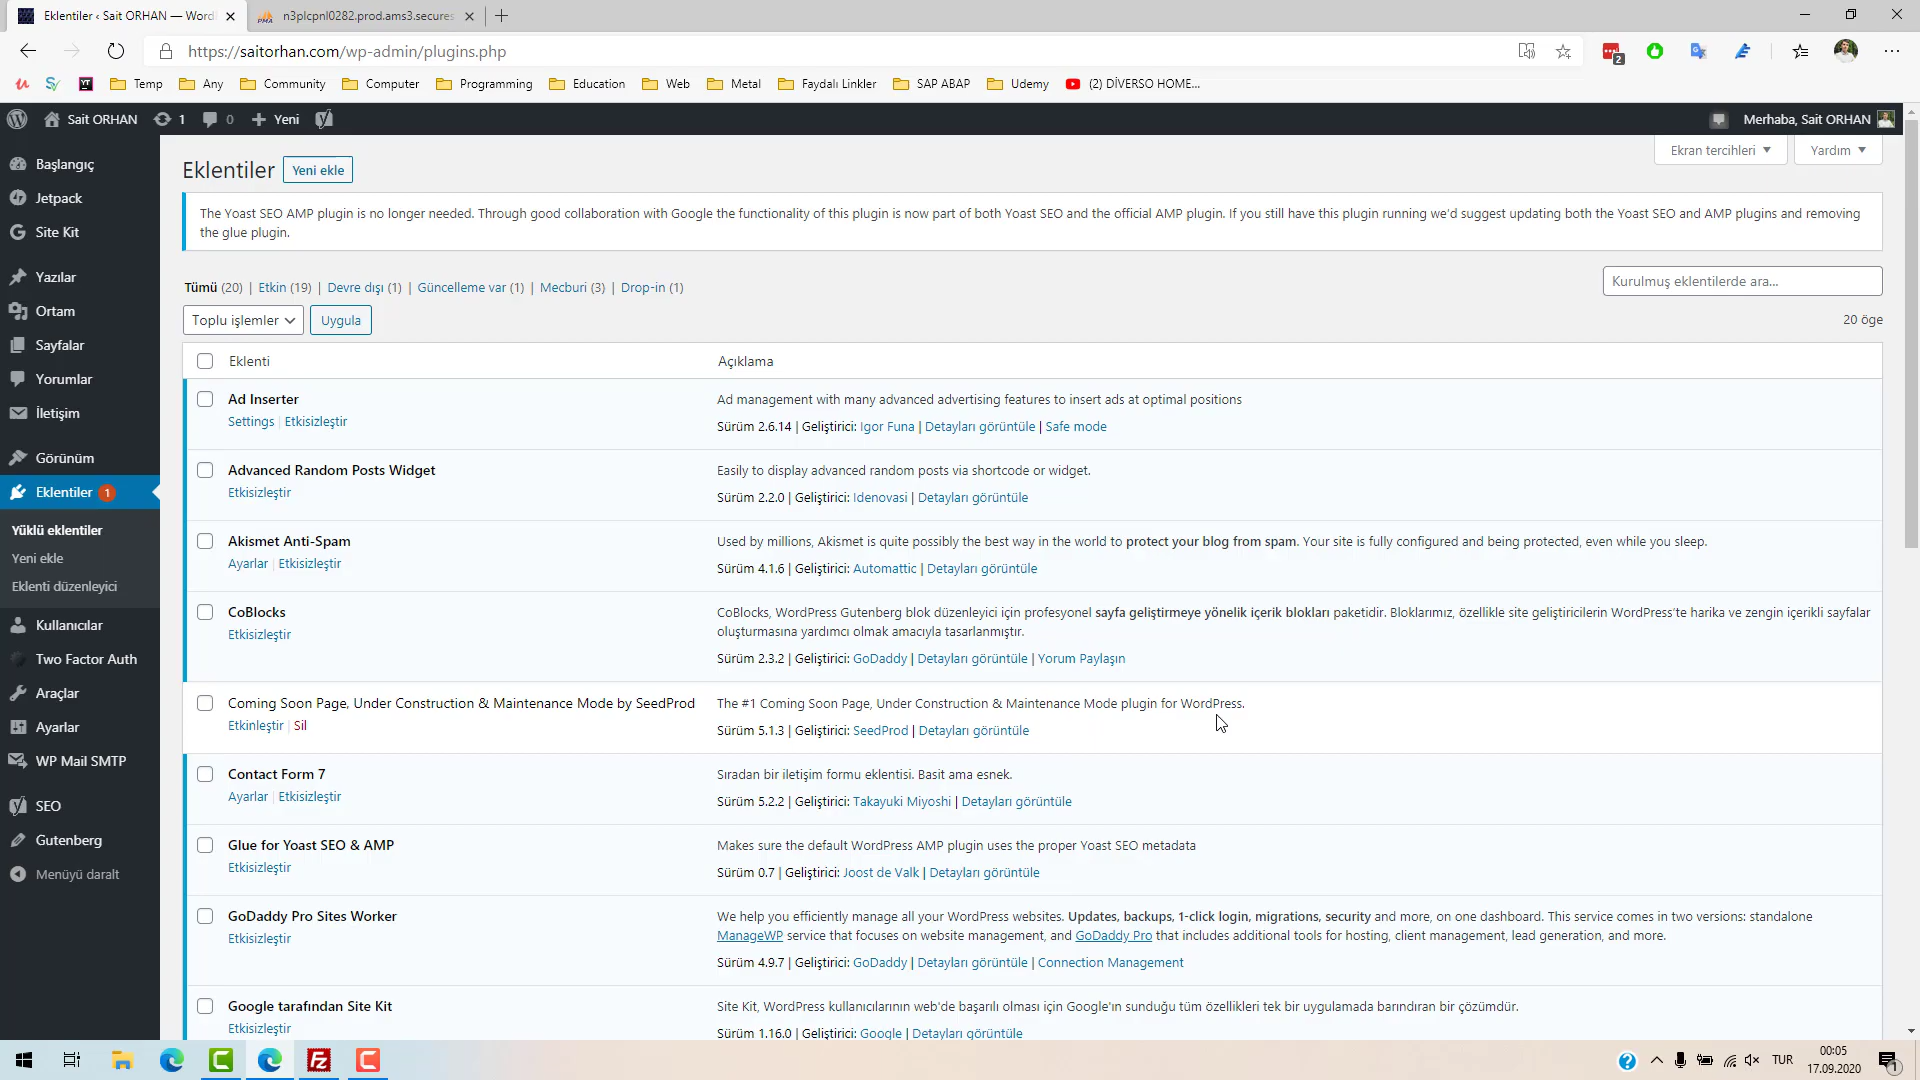 Eklentiler ‹ Sait ORHAN — Word
n3plcpnl0282.prod.ams3.secures
https://saitorhan.com/wp-admin/plugins.php
2
Temp
Any
Community
Computer
Programming
Education
Web
Metal
Faydalı Linkler
SAP ABAP
Udemy
(2) DİVERSO HOME...
Sait ORHAN
1
0
Yeni
Merhaba, Sait ORHAN
Başlangıç
Jetpack
Site Kit
Yazılar
Ortam
Sayfalar
Yorumlar
İletişim
Görünüm
Eklentiler 1
Yüklü eklentiler
Yeni ekle
Eklenti düzenleyici
Kullanıcılar
Two Factor Auth
Araçlar
Ayarlar
WP Mail SMTP
SEO
Gutenberg
Menüyü daralt
Ekran tercihleri
Yardım
Eklentiler
Yeni ekle
The Yoast SEO AMP plugin is no longer needed. Through good collaboration with Google the functionality of this plugin is now part of both Yoast SEO and the official AMP plugin. If you still have this plugin running we'd suggest updating both the Yoast SEO and AMP plugins and removing
the glue plugin.
Tümü (20) | Etkin (19) | Devre dışı (1) | Güncelleme var (1) | Mecburi (3) | Drop-in (1)
Kurulmuş eklentilerde ara...
Toplu işlemler
Uygula
20 öge
Eklenti
Açıklama
Ad Inserter
Settings | Etkisizleştir
Ad management with many advanced advertising features to insert ads at optimal positions
Sürüm 2.6.14 | Geliştirici: Igor Funa | Detayları görüntüle | Safe mode
Advanced Random Posts Widget
Etkisizleştir
Easily to display advanced random posts via shortcode or widget.
Sürüm 2.2.0 | Geliştirici: Idenovasi | Detayları görüntüle
Akismet Anti-Spam
Ayarlar | Etkisizleştir
Used by millions, Akismet is quite possibly the best way in the world to protect your blog from spam. Your site is fully configured and being protected, even while you sleep.
Sürüm 4.1.6 | Geliştirici: Automattic | Detayları görüntüle
CoBlocks
Etkisizleştir
CoBlocks, WordPress Gutenberg blok düzenleyici için profesyonel sayfa geliştirmeye yönelik içerik blokları paketidir. Bloklarımız, özellikle site geliştiricilerin WordPress'te harika ve zengin içerikli sayfalar
oluşturmasına yardımcı olmak amacıyla tasarlanmıştır.
Sürüm 2.3.2 | Geliştirici: GoDaddy | Detayları görüntüle | Yorum Paylaşın
Coming Soon Page, Under Construction & Maintenance Mode by SeedProd
Etkinleştir | Sil
The #1 Coming Soon Page, Under Construction & Maintenance Mode plugin for WordPress.
Sürüm 5.1.3 | Geliştirici: SeedProd | Detayları görüntüle
Contact Form 7
Ayarlar | Etkisizleştir
Sıradan bir iletişim formu eklentisi. Basit ama esnek.
Sürüm 5.2.2 | Geliştirici: Takayuki Miyoshi | Detayları görüntüle
Glue for Yoast SEO & AMP
Etkisizleştir
Makes sure the default WordPress AMP plugin uses the proper Yoast SEO metadata
Sürüm 0.7 | Geliştirici: Joost de Valk | Detayları görüntüle
GoDaddy Pro Sites Worker
Etkisizleştir
We help you efficiently manage all your WordPress websites. Updates, backups, 1-click login, migrations, security and more, on one dashboard. This service comes in two versions: standalone
ManageWP service that focuses on website management, and GoDaddy Pro that includes additional tools for hosting, client management, lead generation, and more.
Sürüm 4.9.7 | Geliştirici: GoDaddy | Detayları görüntüle | Connection Management
Google tarafından Site Kit
Etkisizleştir
Site Kit, WordPress kullanıcılarının web'de başarılı olması için Google'ın sunduğu tüm özellikleri tek bir uygulamada barındıran bir çözümdür.
Sürüm 1.16.0 | Geliştirici: Google | Detayları görüntüle
TUR
00:05
17.09.2020
1